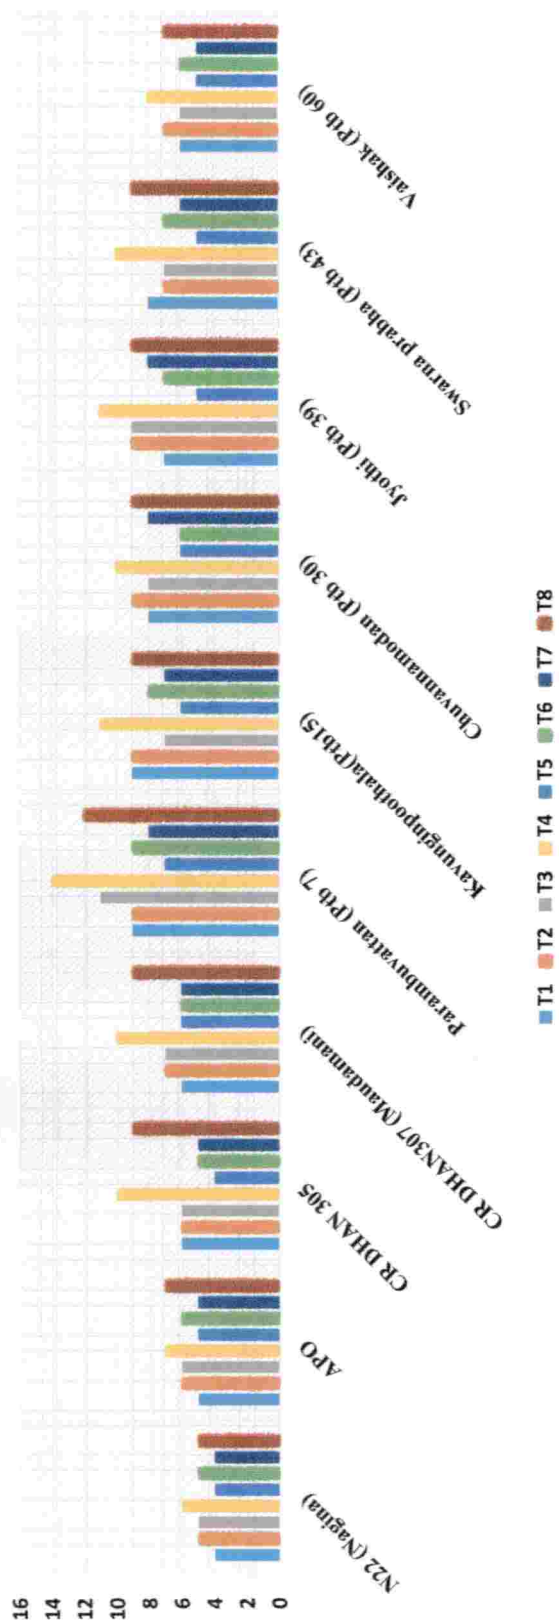 16
14
12
10
8
6
4
2
0
N22 (Nagina)
APO
CR DHAN 305
CR DHAN307 (Maudamani)
Parambuvattan (Ptb 7)
Kavunginpoothala(Ptb15)
Chuvannamodan (Ptb 30)
Jyothi (Ptb 39)
Swarna prabha (Ptb 43)
Vaishak (Ptb 60)
T1 T2 T3 T4 T5 T6 T7 T8